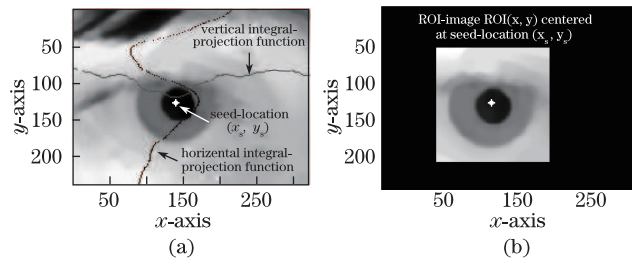 vertical integral-
projection function
seed-location
(xs, ys)
horizental integral-
projection function
50
100
150
200
y-axis
50
150
250
x-axis
(a)
ROI-image ROI(x, y) centered
at seed-location (xs, ys)
50
100
150
200
y-axis
50
150
250
x-axis
(b)